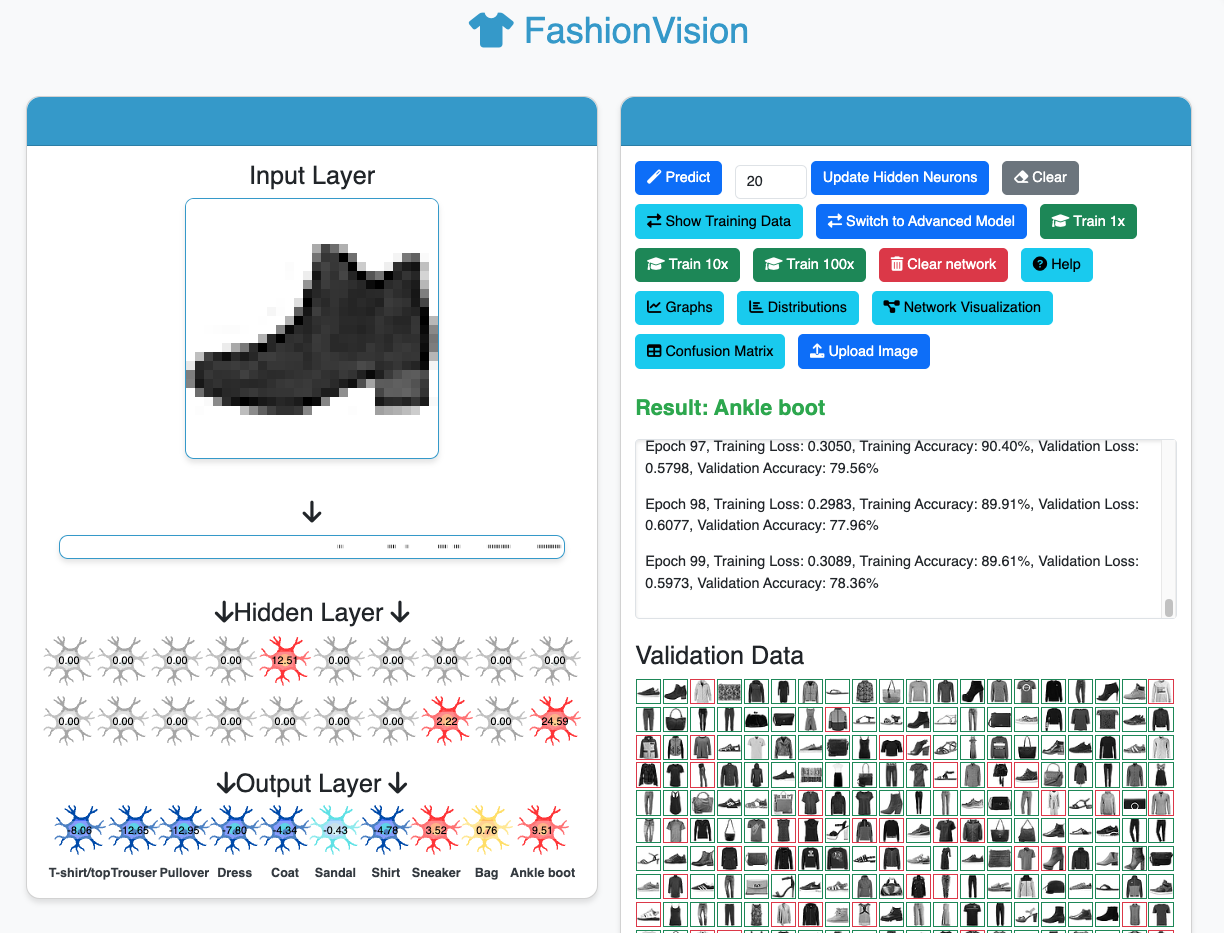 FashionVision
Input Layer
Hidden Layer
0.00 0.00 0.00 0.00 12.51 0.00 0.00 0.00 0.00 0.00
0.00 0.00 0.00 0.00 0.00 0.00 0.00 2.22 0.00 24.59
Output Layer
-8.06 -12.65 -12.95 -7.80 -4.34 -0.43 -4.78 3.52 0.76 9.51
T-shirt/top Trouser Pullover Dress Coat Sandal Shirt Sneaker Bag Ankle boot
Predict 20 Update Hidden Neurons Clear
Show Training Data Switch to Advanced Model Train 1x
Train 10x Train 100x Clear network Help
Graphs Distributions Network Visualization
Confusion Matrix Upload Image
Result: Ankle boot
Epoch 97, Training Loss: 0.3050, Training Accuracy: 90.40%, Validation Loss:
0.5798, Validation Accuracy: 79.56%
Epoch 98, Training Loss: 0.2983, Training Accuracy: 89.91%, Validation Loss:
0.6077, Validation Accuracy: 77.96%
Epoch 99, Training Loss: 0.3089, Training Accuracy: 89.61%, Validation Loss:
0.5973, Validation Accuracy: 78.36%
Validation Data